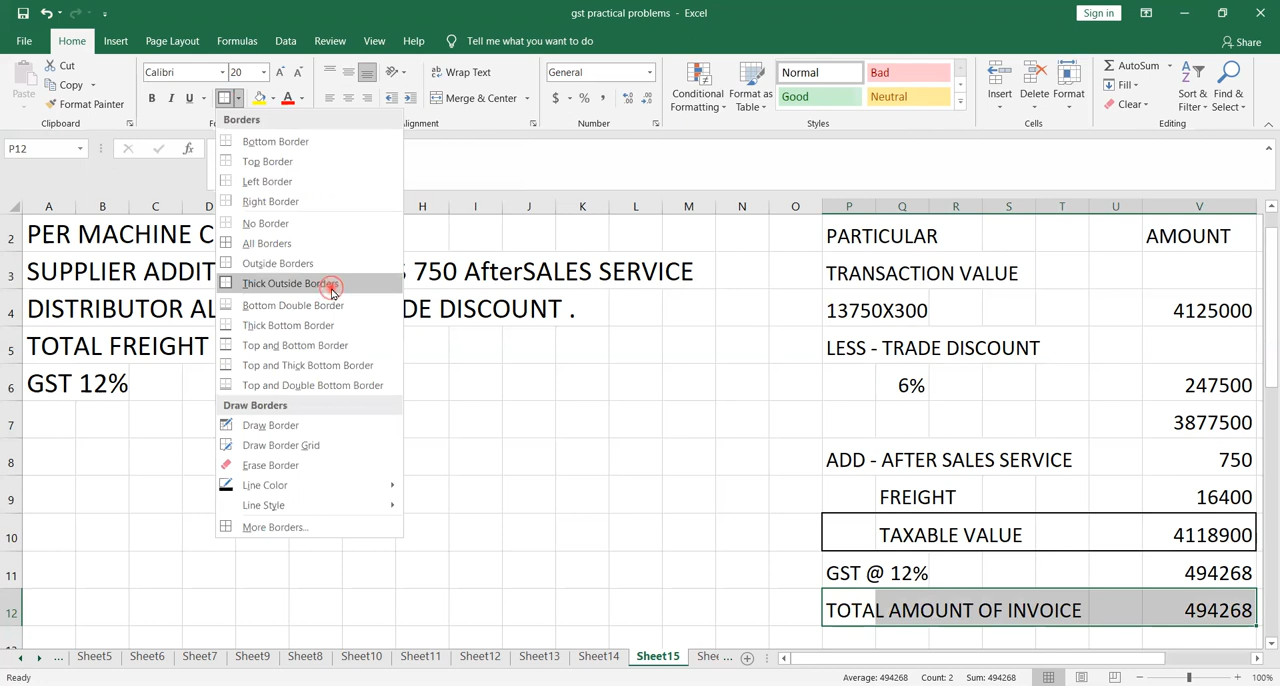 gst practical problems - Excel
Sign in
File Home Insert Page Layout Formulas Data Review View Help Tell me what you want to do Share
Paste Cut Copy Format Painter
Clipboard
Calibri 20 A A
B I U A
Wrap Text
Merge & Center
lignment
General
$ % ,
Number
Conditional Formatting
Format as Table
Normal Bad Good Neutral
Styles
Insert Delete Format
Cells
AutoSum Fill Clear
Sort & Filter
Find & Select
Editing
P12 fx
Borders
Bottom Border
Top Border
Left Border
Right Border
No Border
All Borders
Outside Borders
Thick Outside Borders
Bottom Double Border
Thick Bottom Border
Top and Bottom Border
Top and Thick Bottom Border
Top and Double Bottom Border
Draw Borders
Draw Border
Draw Border Grid
Erase Border
Line Color
Line Style
More Borders...
A B C D H I J K L M N O P Q R S T U V
2 PER MACHINE C PARTICULAR AMOUNT
3 SUPPLIER ADDIT 750 AfterSALES SERVICE TRANSACTION VALUE
4 DISTRIBUTOR AL DE DISCOUNT . 13750X300 4125000
5 TOTAL FREIGHT LESS - TRADE DISCOUNT
6 GST 12% 6% 247500
7 3877500
8 ADD - AFTER SALES SERVICE 750
9 FREIGHT 16400
10 TAXABLE VALUE 4118900
11 GST @ 12% 494268
12 TOTAL AMOUNT OF INVOICE 494268
... Sheet5 Sheet6 Sheet7 Sheet9 Sheet8 Sheet10 Sheet11 Sheet12 Sheet13 Sheet14 Sheet15 Shee ...
Ready Average: 494268 Count: 2 Sum: 494268 100%